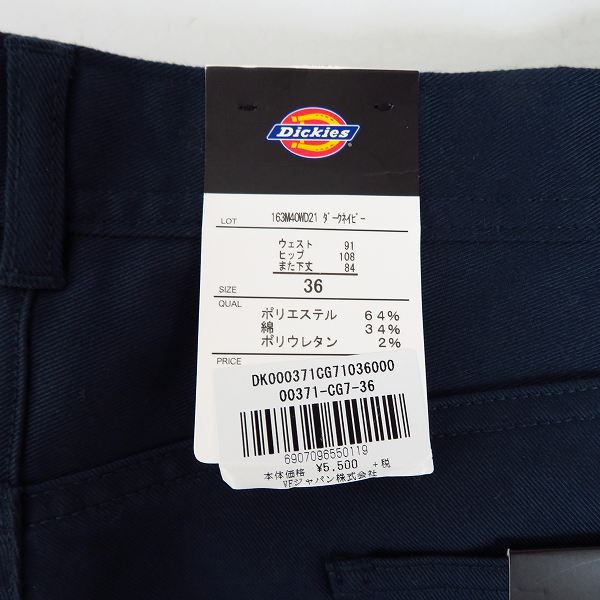 Dickies
LOT 163M40WD21 ダークネイビー
ウェスト 91
ヒップ 108
また下丈 84
SIZE 36
QUAL
ポリエステル 64%
綿 34%
ポリウレタン 2%
PRICE
DK000371CG71036000
00371-CG7-36
6907096550119
本体価格 ¥5,500 +税
VFジャパン株式会社